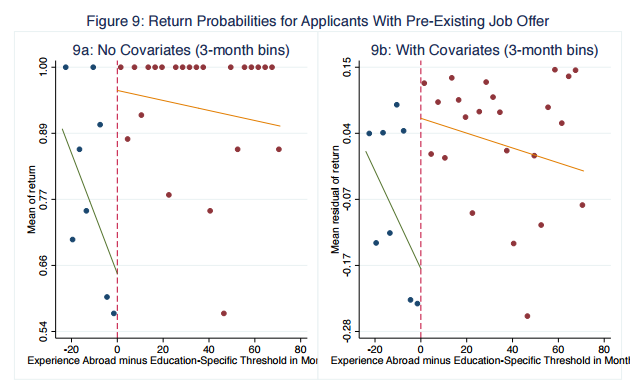 Figure 9: Return Probabilities for Applicants With Pre-Existing Job Offer
9a: No Covariates (3-month bins)
Mean of return
1.00
0.89
0.77
0.66
0.54
-20 0 20 40 60 80
Experience Abroad minus Education-Specific Threshold in Mon
9b: With Covariates (3-month bins)
Mean residual of return
0.15
0.04
-0.07
-0.17
-0.28
-20 0 20 40 60 80
Experience Abroad minus Education-Specific Threshold in Month